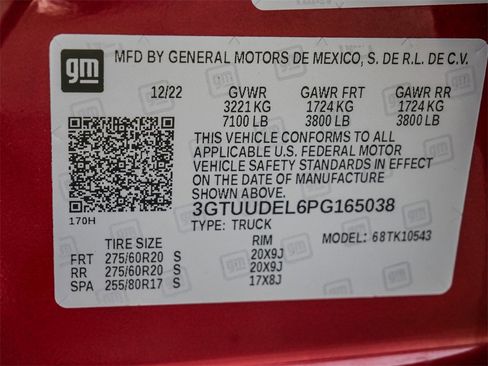 gm MFD BY GENERAL MOTORS DE MEXICO, S. DE R.L. DE C.V.
12/22 GVWR GAWR FRT GAWR RR
3221 KG 1724 KG 1724 KG
7100 LB 3800 LB 3800 LB
THIS VEHICLE CONFORMS TO ALL
APPLICABLE U.S. FEDERAL MOTOR
VEHICLE SAFETY STANDARDS IN EFFECT
ON THE DATE OF MANUFACTURE
SHOWN ABOVE.
3GTUUDEL6PG165038
170H
TYPE: TRUCK MODEL: 68TK10543
TIRE SIZE RIM
FRT 275/60R20 S 20X9J
RR 275/60R20 S 20X9J
SPA 255/80R17 S 17X8J